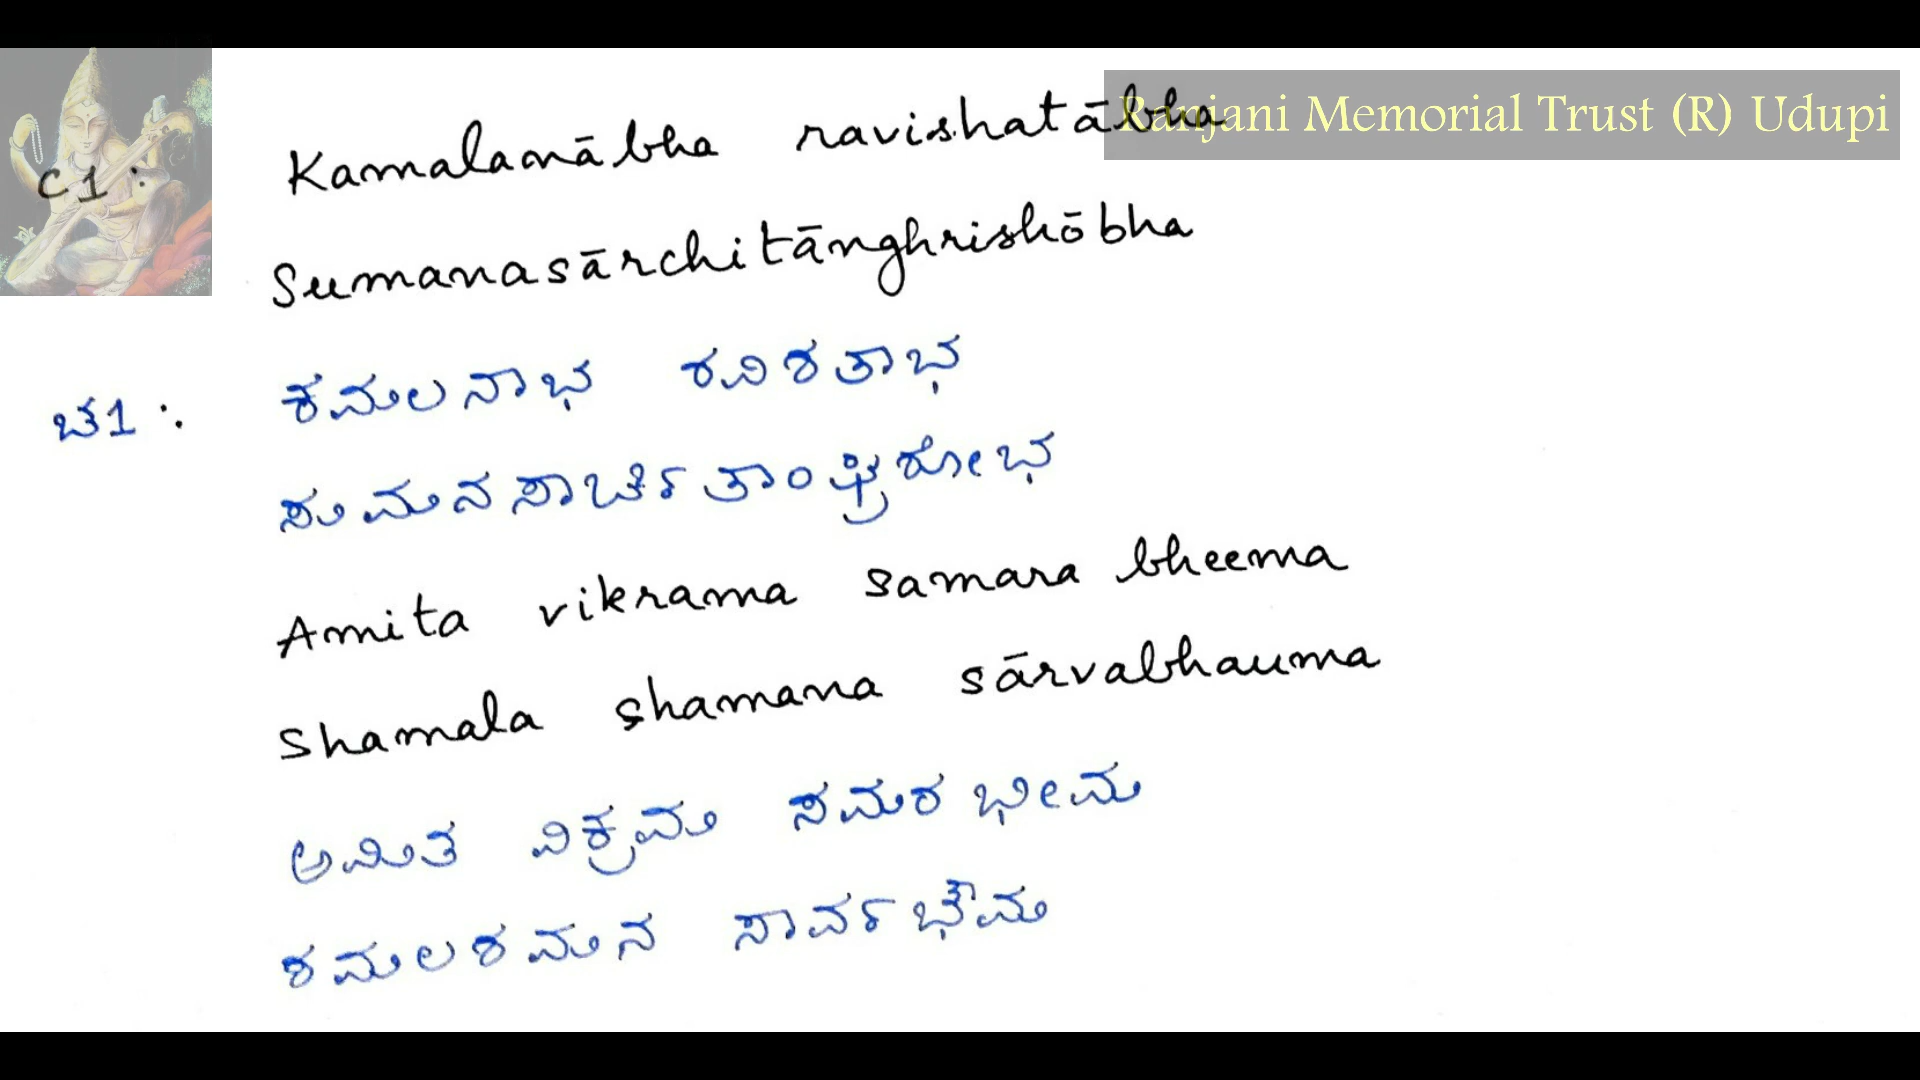 Ranjani Memorial Trust (R) Udupi
C1: Kamalanābha ravishatābha
Sumanasārchitānghrishōbha
ಚ1: ಕಮಲನಾಭ ರವಿಶತಾಭ
ಸುಮನಸಾರ್ಚಿತಾಂಘ್ರಿಶೋಭ
Amita vikrama samara bheema
Shamala shamana sārvabhauma
ಅಮಿತ ವಿಕ್ರಮ ಸಮರ ಭೀಮ
ಶಮಲಶಮನ ಸಾರ್ವಭೌಮ